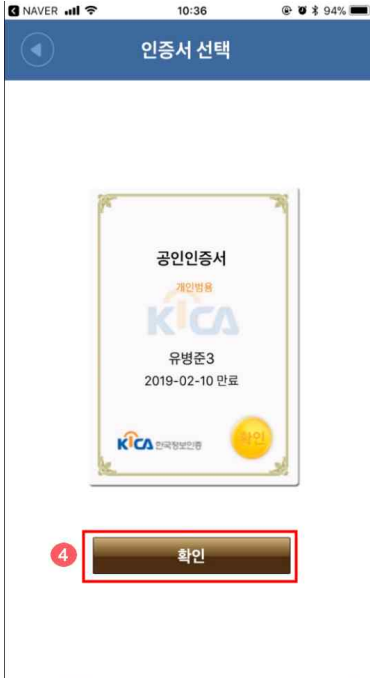 NAVER 10:36 94%
인증서 선택
공인인증서
개인범용
KICA
유병준3
2019-02-10 만료
KICA 한국정보인증
확인
4 확인